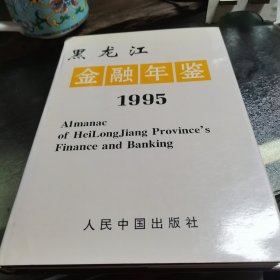 黑龙江
金融年鉴
1995
Almanac
of HeiLongJiang Province's
Finance and Banking
人民中国出版社